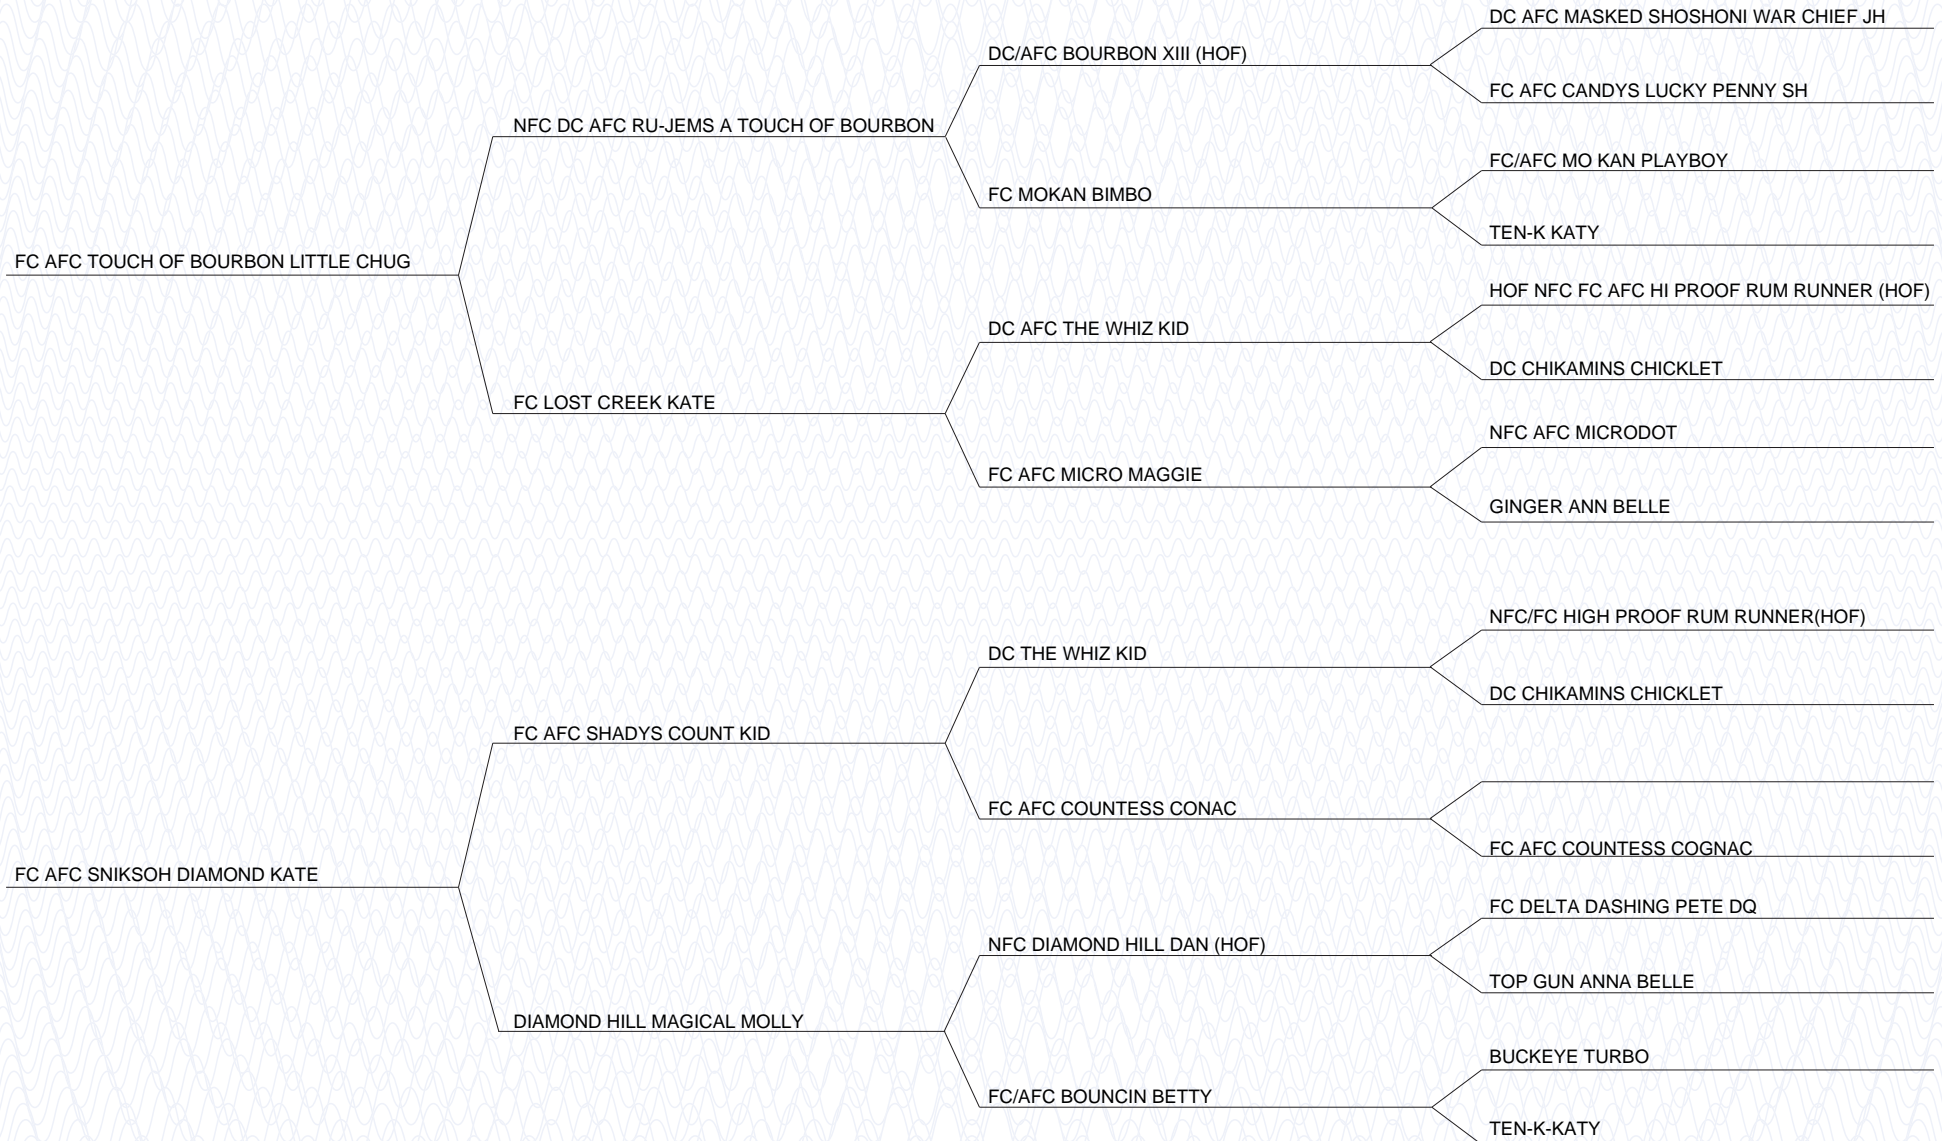 DC AFC MASKED SHOSHONI WAR CHIEF JH
DC/AFC BOURBON XIII (HOF)
FC AFC CANDYS LUCKY PENNY SH
NFC DC AFC RU-JEMS A TOUCH OF BOURBON
FC/AFC MO KAN PLAYBOY
FC MOKAN BIMBO
TEN-K KATY
FC AFC TOUCH OF BOURBON LITTLE CHUG
HOF NFC FC AFC HI PROOF RUM RUNNER (HOF)
DC AFC THE WHIZ KID
DC CHIKAMINS CHICKLET
FC LOST CREEK KATE
NFC AFC MICRODOT
FC AFC MICRO MAGGIE
GINGER ANN BELLE
NFC/FC HIGH PROOF RUM RUNNER(HOF)
DC THE WHIZ KID
DC CHIKAMINS CHICKLET
FC AFC SHADYS COUNT KID
FC AFC COUNTESS CONAC
FC AFC COUNTESS COGNAC
FC AFC SNIKSOH DIAMOND KATE
FC DELTA DASHING PETE DQ
NFC DIAMOND HILL DAN (HOF)
TOP GUN ANNA BELLE
DIAMOND HILL MAGICAL MOLLY
BUCKEYE TURBO
FC/AFC BOUNCIN BETTY
TEN-K-KATY